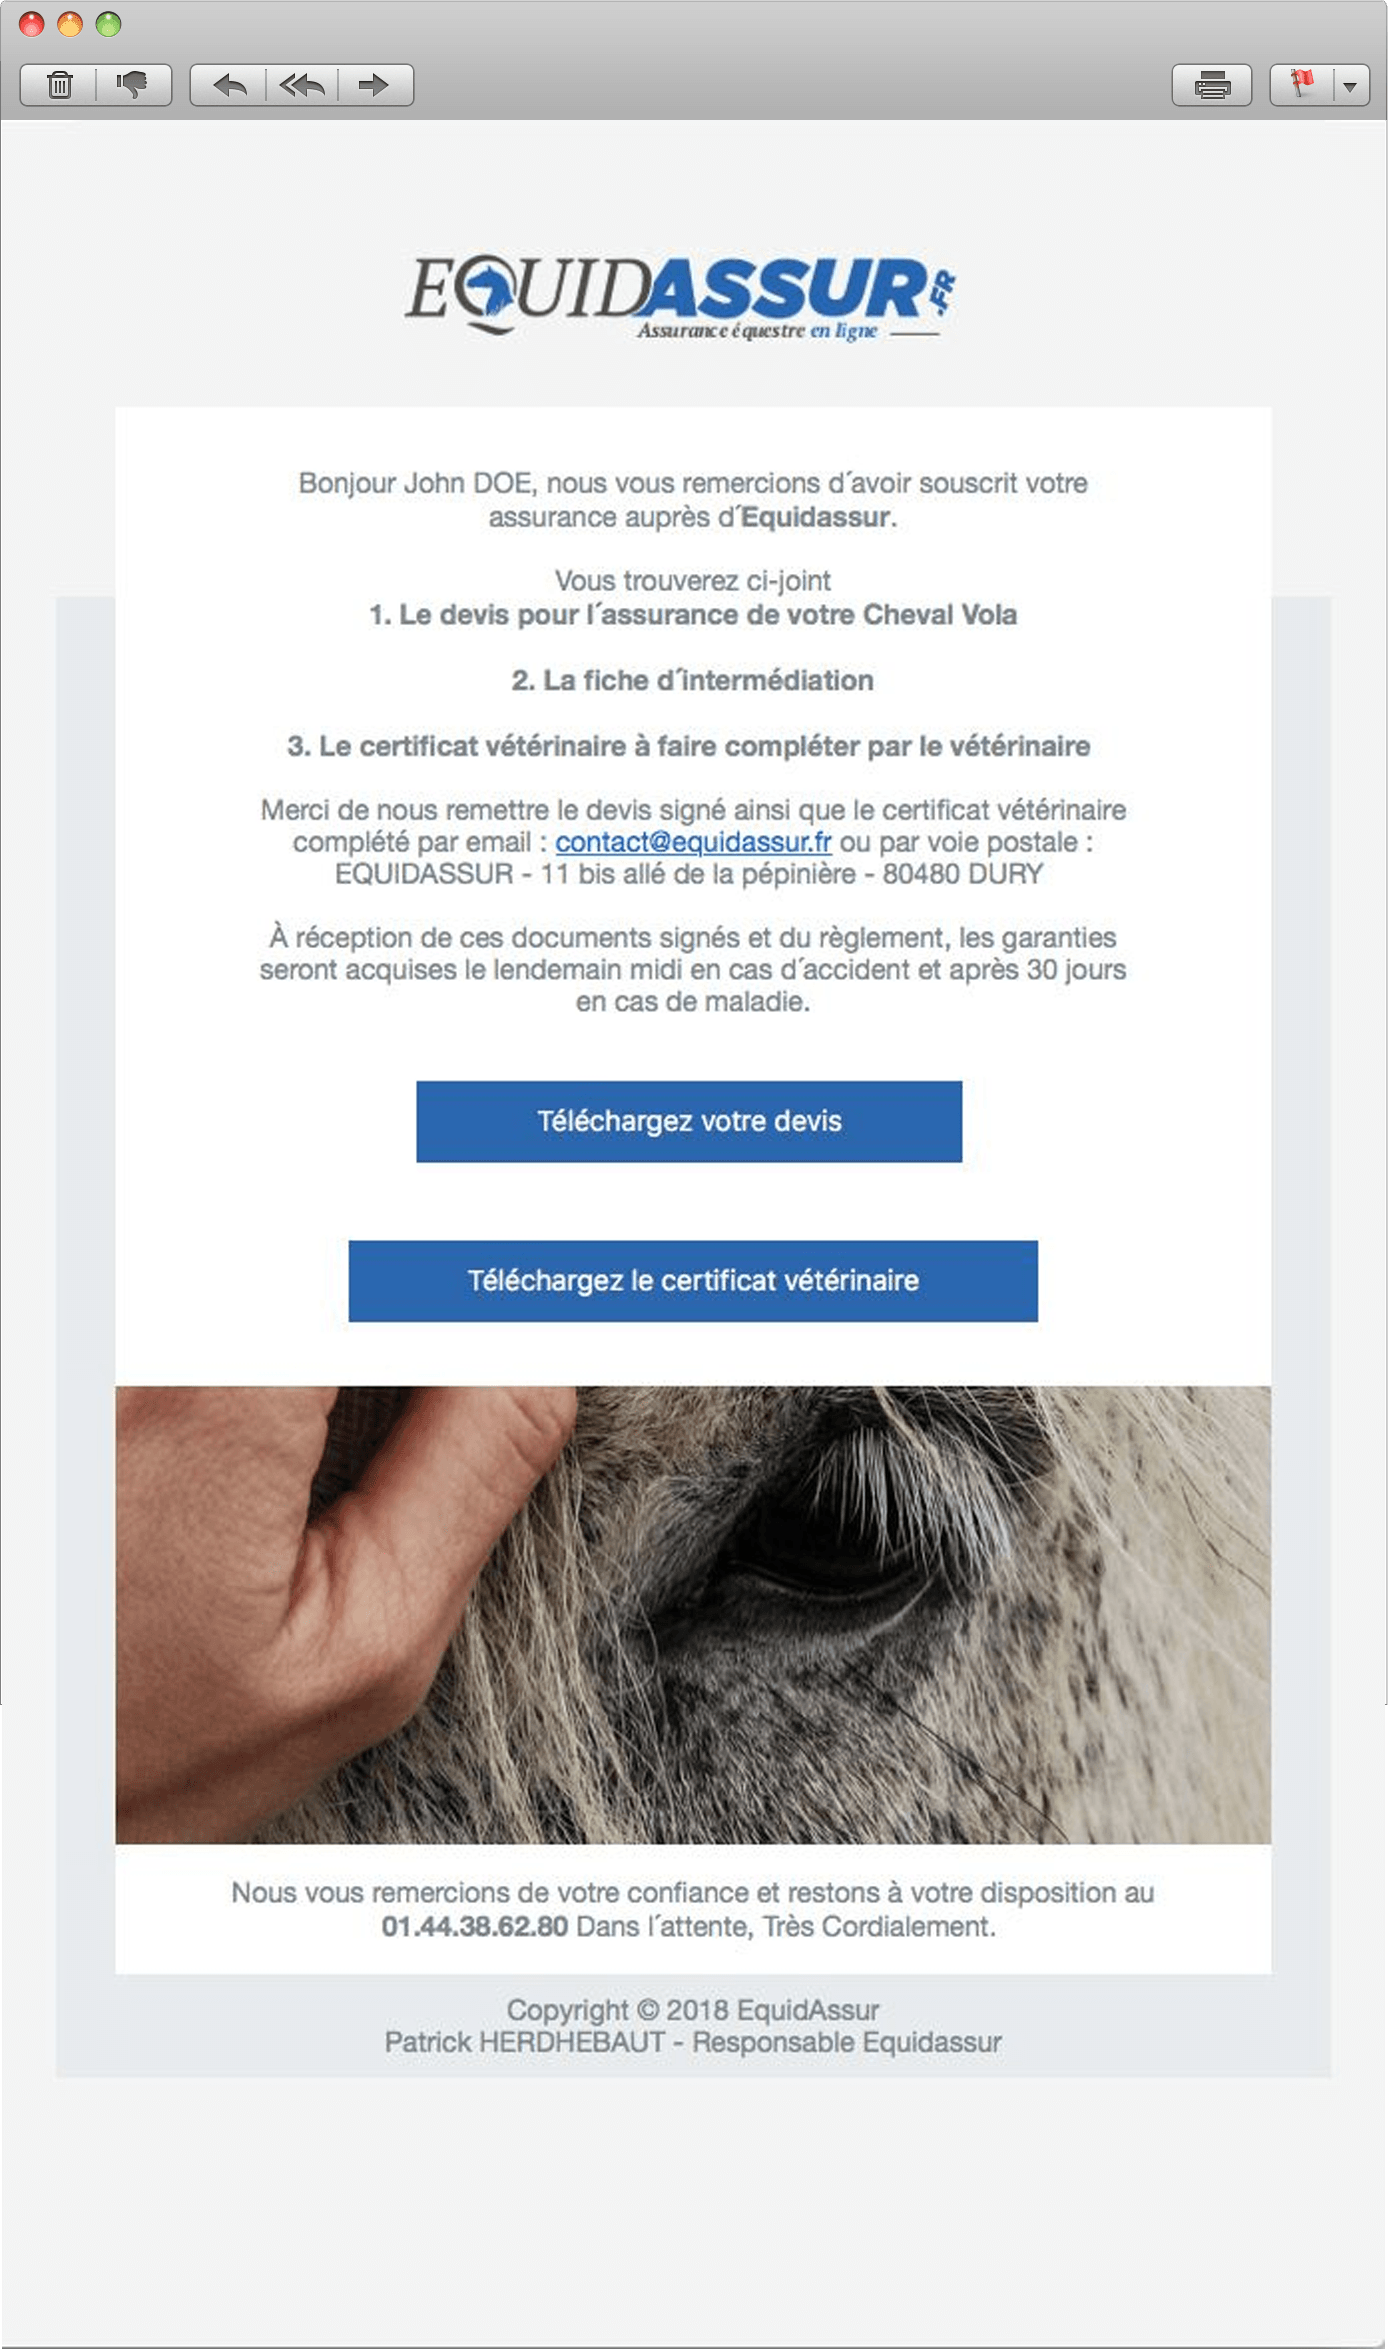 EQUIDASSUR.FR
Assurance équestre en ligne
Bonjour John DOE, nous vous remercions d´avoir souscrit votre
assurance auprès d´Equidassur.
Vous trouverez ci-joint
1. Le devis pour l´assurance de votre Cheval Vola
2. La fiche d´intermédiation
3. Le certificat vétérinaire à faire compléter par le vétérinaire
Merci de nous remettre le devis signé ainsi que le certificat vétérinaire
complété par email : contact@equidassur.fr ou par voie postale :
EQUIDASSUR - 11 bis allé de la pépinière - 80480 DURY
À réception de ces documents signés et du règlement, les garanties
seront acquises le lendemain midi en cas d´accident et après 30 jours
en cas de maladie.
Téléchargez votre devis
Téléchargez le certificat vétérinaire
Nous vous remercions de votre confiance et restons à votre disposition au
01.44.38.62.80 Dans l´attente, Très Cordialement.
Copyright © 2018 EquidAssur
Patrick HERDHEBAUT - Responsable Equidassur